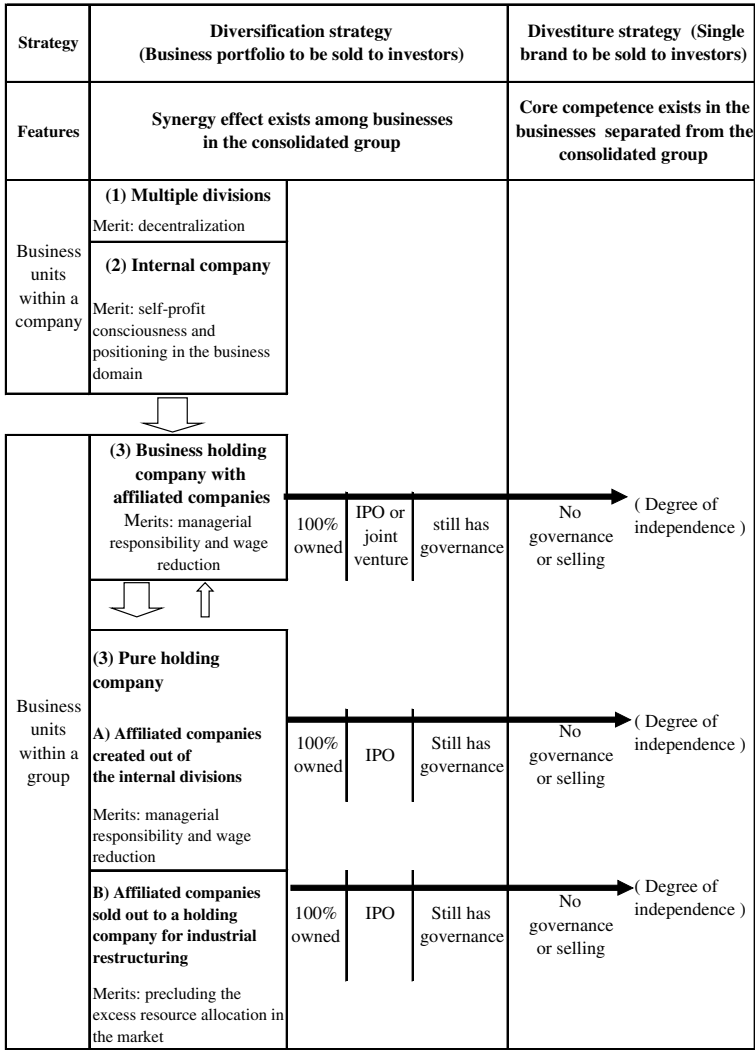 Strategy
Diversification strategy
(Business portfolio to be sold to investors)
Divestiture strategy (Single
brand to be sold to investors)
Features
Synergy effect exists among businesses
in the consolidated group
Core competence exists in the
businesses separated from the
consolidated group
Business
units
within a
company
(1) Multiple divisions
Merit: decentralization
(2) Internal company
Merit: self-profit
consciousness and
positioning in the business
domain
Business
units
within a
group
(3) Business holding
company with
affiliated companies
Merits: managerial
responsibility and wage
reduction
100%
owned
IPO or
joint
venture
still has
governance
No
governance
or selling
( Degree of
independence )
(3) Pure holding
company
A) Affiliated companies
created out of
the internal divisions
Merits: managerial
responsibility and wage
reduction
100%
owned
IPO
Still has
governance
No
governance
or selling
( Degree of
independence )
B) Affiliated companies
sold out to a holding
company for industrial
restructuring
Merits: precluding the
excess resource allocation in
the market
100%
owned
IPO
Still has
governance
No
governance
or selling
( Degree of
independence )